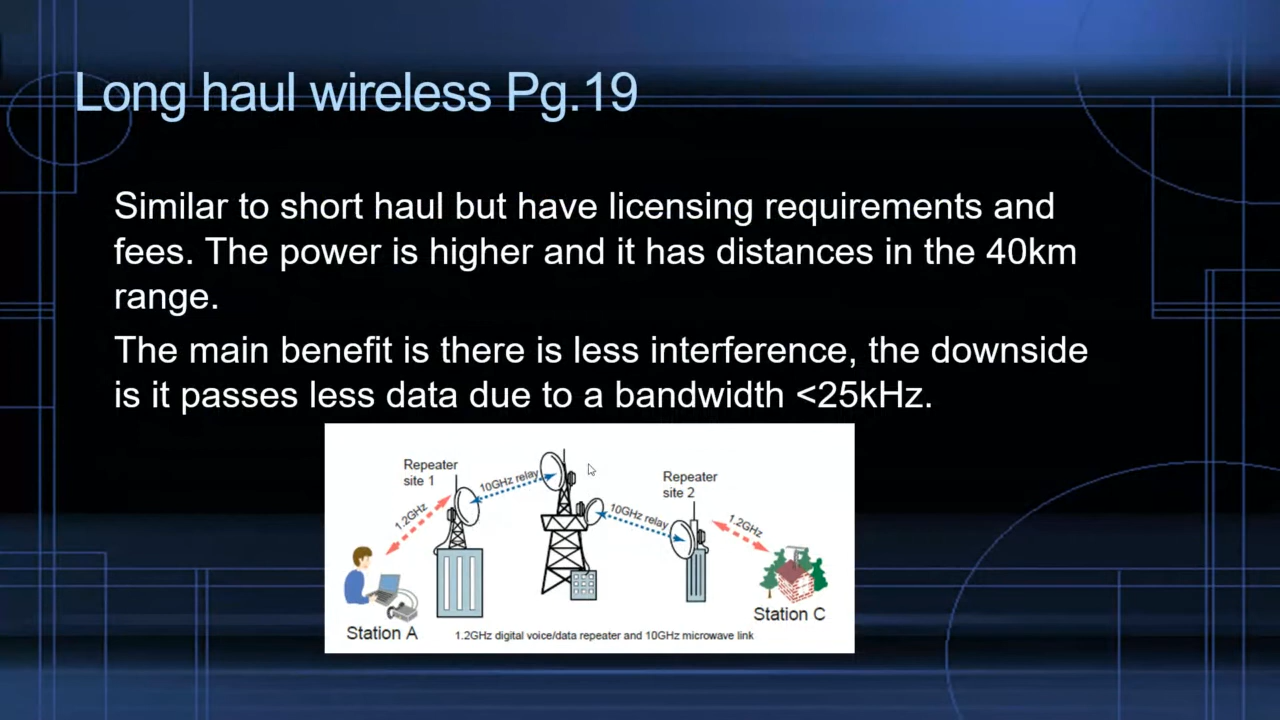 Long haul wireless Pg.19
Similar to short haul but have licensing requirements and
fees. The power is higher and it has distances in the 40km
range.
The main benefit is there is less interference, the downside
is it passes less data due to a bandwidth <25kHz.
Repeater
site 1
10GHz relay
1.2GHz
Repeater
site 2
10GHz relay
1.2GHz
Station A
Station C
1.2GHz digital voice/data repeater and 10GHz microwave link